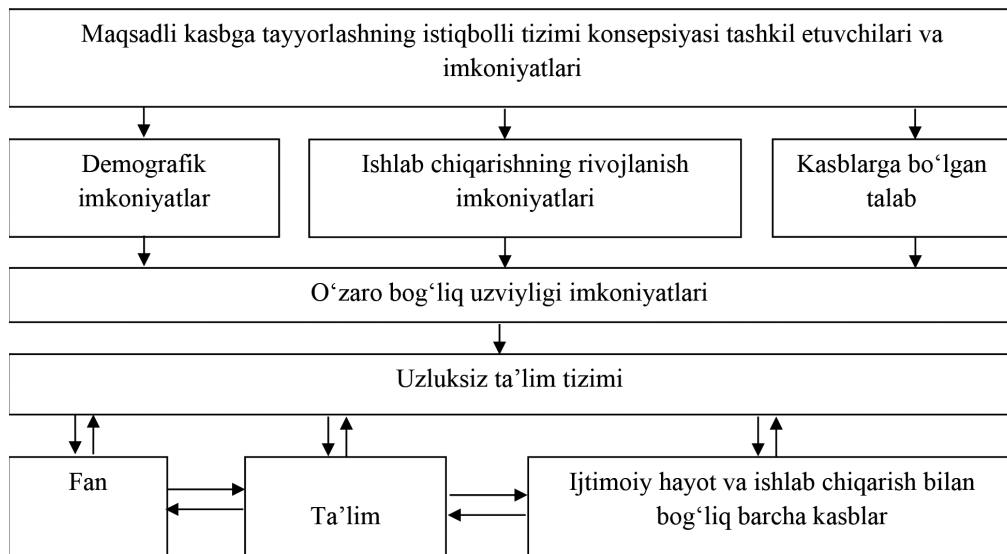 Maqsadli kasbga tayyorlashning istiqbolli tizimi konsepsiyasi tashkil etuvchilari va
imkoniyatlari
Demografik
imkoniyatlar
Ishlab chiqarishning rivojlanish
imkoniyatlari
Kasblarga bo‘lgan
talab
O‘zaro bog‘liq uzviyligi imkoniyatlari
Uzluksiz ta’lim tizimi
Fan
Ta’lim
Ijtimoiy hayot va ishlab chiqarish bilan
bog‘liq barcha kasblar